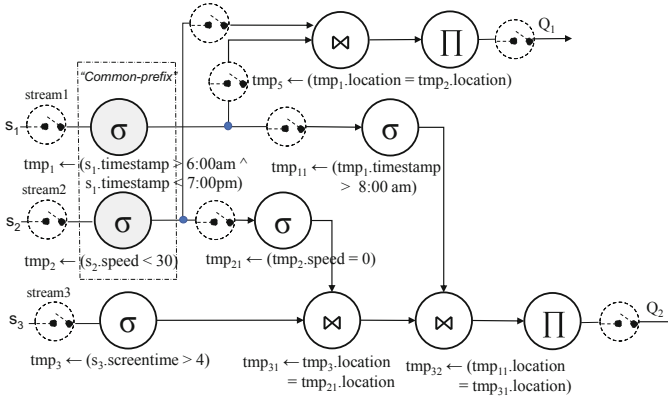 Q1
"Common-prefix"
tmp5 ← (tmp1.location = tmp2.location)
stream1
S1
σ
σ
⋈
∏
tmp1 ← (s1.timestamp > 6:00am ^
s1.timestamp < 7:00pm)
tmp11 ← (tmp1.timestamp
> 8:00 am)
stream2
S2
σ
σ
tmp2 ← (s2.speed < 30)
tmp21 ← (tmp2.speed = 0)
stream3
S3
σ
⋈
⋈
∏
Q2
tmp3 ← (s3.screentime > 4)
tmp31 ← tmp3.location
= tmp21.location
tmp32 ← (tmp11.location
= tmp31.location)